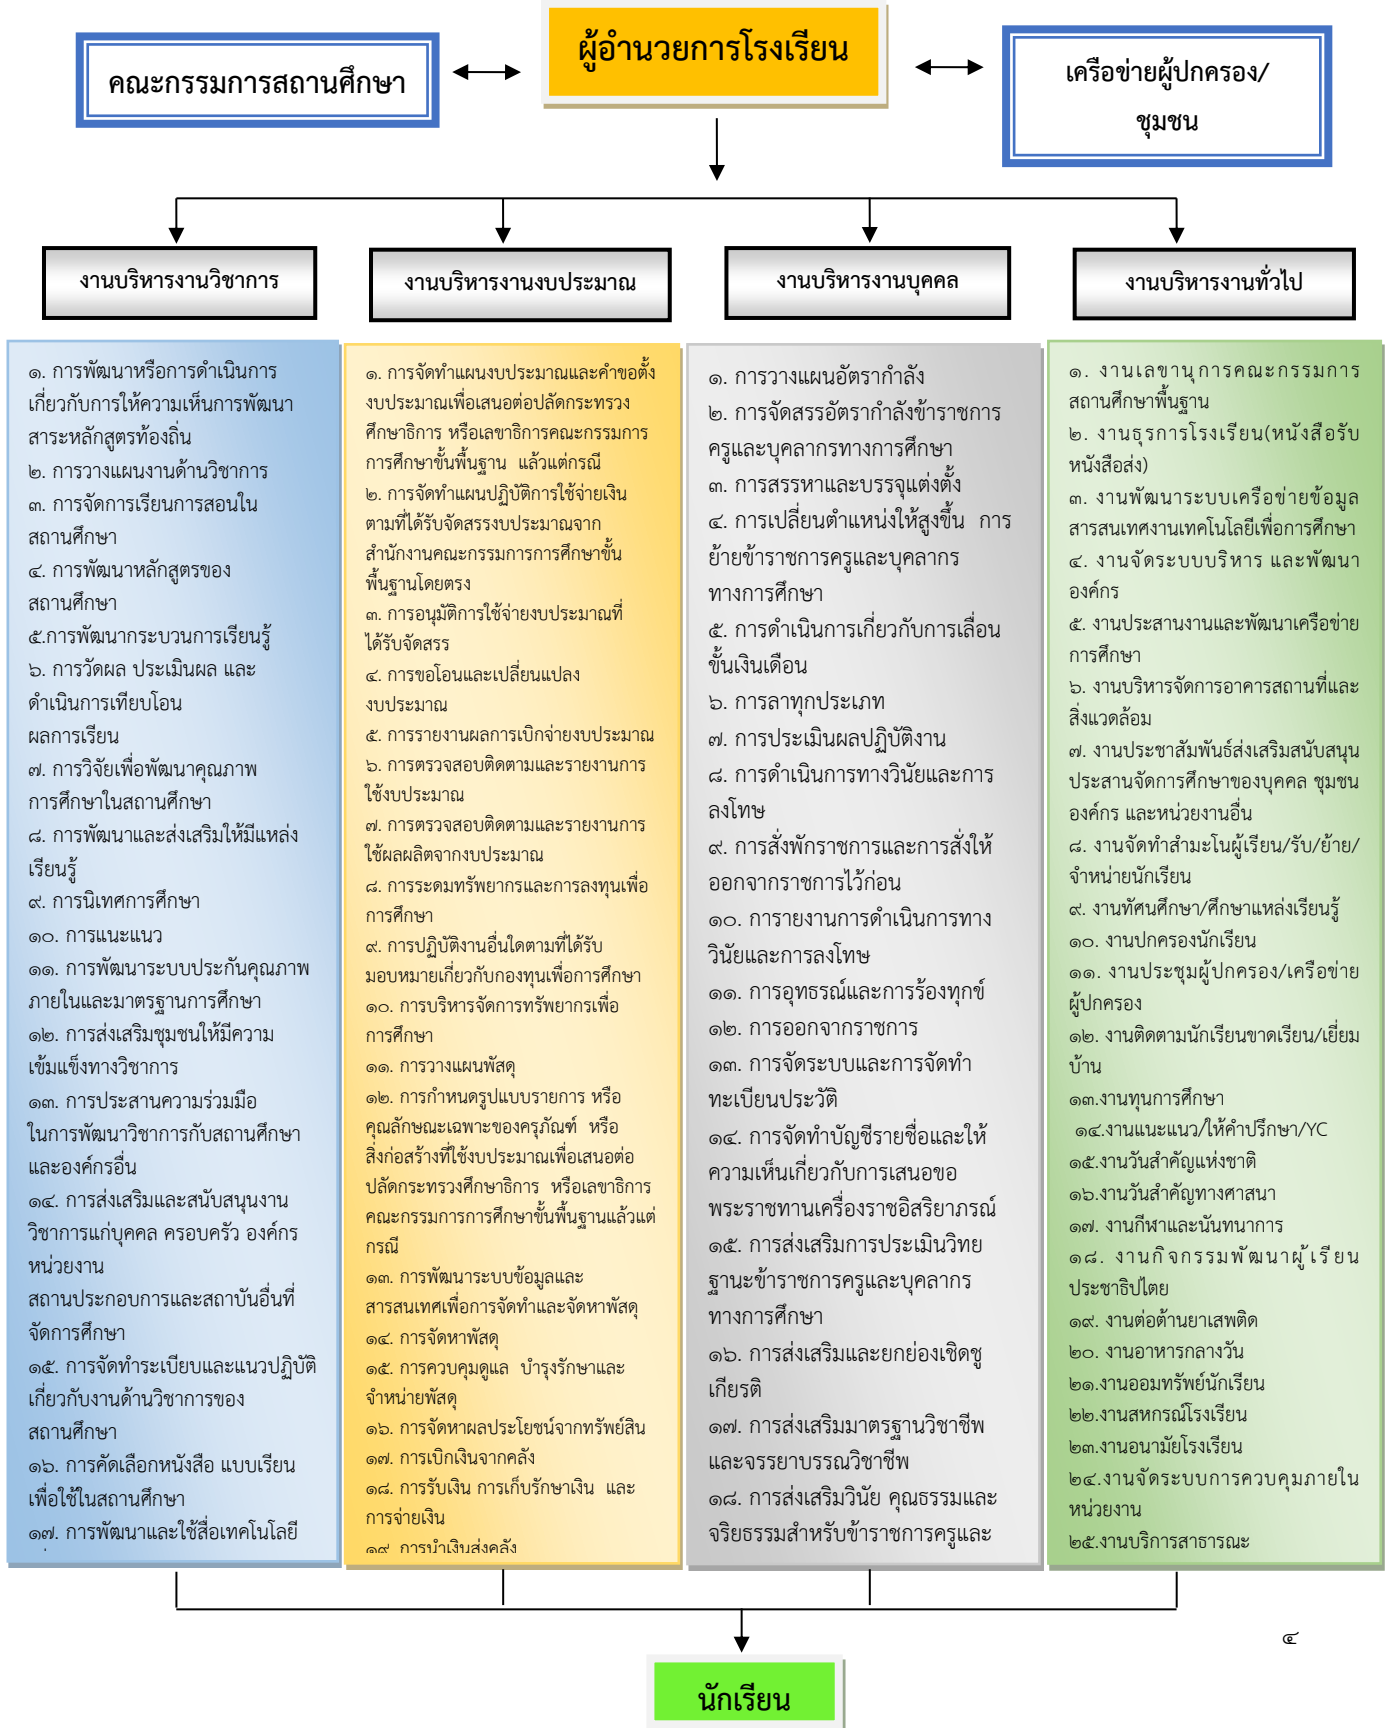 ผู้อำนวยการโรงเรียน
คณะกรรมการสถานศึกษา
เครือข่ายผู้ปกครอง/
ชุมชน
งานบริหารงานวิชาการ
งานบริหารงานงบประมาณ
งานบริหารงานบุคคล
งานบริหารงานทั่วไป
๑. การพัฒนาหรือการดำเนินการ
เกี่ยวกับการให้ความเห็นการพัฒนา
สาระหลักสูตรท้องถิ่น
๒. การวางแผนงานด้านวิชาการ
๓. การจัดการเรียนการสอนใน
สถานศึกษา
๔. การพัฒนาหลักสูตรของ
สถานศึกษา
๕.การพัฒนากระบวนการเรียนรู้
๖. การวัดผล ประเมินผล และ
ดำเนินการเทียบโอน
ผลการเรียน
๗. การวิจัยเพื่อพัฒนาคุณภาพ
การศึกษาในสถานศึกษา
๘. การพัฒนาและส่งเสริมให้มีแหล่ง
เรียนรู้
๙. การนิเทศการศึกษา
๑๐. การแนะแนว
๑๑. การพัฒนาระบบประกันคุณภาพ
ภายในและมาตรฐานการศึกษา
๑๒. การส่งเสริมชุมชนให้มีความ
เข้มแข็งทางวิชาการ
๑๓. การประสานความร่วมมือ
ในการพัฒนาวิชาการกับสถานศึกษา
และองค์กรอื่น
๑๔. การส่งเสริมและสนับสนุนงาน
วิชาการแก่บุคคล ครอบครัว องค์กร
หน่วยงาน
สถานประกอบการและสถาบันอื่นที่
จัดการศึกษา
๑๕. การจัดทำระเบียบและแนวปฏิบัติ
เกี่ยวกับงานด้านวิชาการของ
สถานศึกษา
๑๖. การคัดเลือกหนังสือ แบบเรียน
เพื่อใช้ในสถานศึกษา
๑๗. การพัฒนาและใช้สื่อเทคโนโลยี
๑. การจัดทำแผนงบประมาณและคำขอตั้ง
งบประมาณเพื่อเสนอต่อปลัดกระทรวง
ศึกษาธิการ หรือเลขาธิการคณะกรรมการ
การศึกษาขั้นพื้นฐาน แล้วแต่กรณี
๒. การจัดทำแผนปฏิบัติการใช้จ่ายเงิน
ตามที่ได้รับจัดสรรงบประมาณจาก
สำนักงานคณะกรรมการการศึกษาขั้น
พื้นฐานโดยตรง
๓. การอนุมัติการใช้จ่ายงบประมาณที่
ได้รับจัดสรร
๔. การขอโอนและเปลี่ยนแปลง
งบประมาณ
๕. การรายงานผลการเบิกจ่ายงบประมาณ
๖. การตรวจสอบติดตามและรายงานการ
ใช้งบประมาณ
๗. การตรวจสอบติดตามและรายงานการ
ใช้ผลผลิตจากงบประมาณ
๘. การระดมทรัพยากรและการลงทุนเพื่อ
การศึกษา
๙. การปฏิบัติงานอื่นใดตามที่ได้รับ
มอบหมายเกี่ยวกับกองทุนเพื่อการศึกษา
๑๐. การบริหารจัดการทรัพยากรเพื่อ
การศึกษา
๑๑. การวางแผนพัสดุ
๑๒. การกำหนดรูปแบบรายการ หรือ
คุณลักษณะเฉพาะของครุภัณฑ์ หรือ
สิ่งก่อสร้างที่ใช้งบประมาณเพื่อเสนอต่อ
ปลัดกระทรวงศึกษาธิการ หรือเลขาธิการ
คณะกรรมการการศึกษาขั้นพื้นฐานแล้วแต่
กรณี
๑๓. การพัฒนาระบบข้อมูลและ
สารสนเทศเพื่อการจัดทำและจัดหาพัสดุ
๑๔. การจัดหาพัสดุ
๑๕. การควบคุมดูแล บำรุงรักษาและ
จำหน่ายพัสดุ
๑๖. การจัดหาผลประโยชน์จากทรัพย์สิน
๑๗. การเบิกเงินจากคลัง
๑๘. การรับเงิน การเก็บรักษาเงิน และ
การจ่ายเงิน
๑๙. การนำเงินส่งคลัง
๑. การวางแผนอัตรากำลัง
๒. การจัดสรรอัตรากำลังข้าราชการ
ครูและบุคลากรทางการศึกษา
๓. การสรรหาและบรรจุแต่งตั้ง
๔. การเปลี่ยนตำแหน่งให้สูงขึ้น การ
ย้ายข้าราชการครูและบุคลากร
ทางการศึกษา
๕. การดำเนินการเกี่ยวกับการเลื่อน
ขั้นเงินเดือน
๖. การลาทุกประเภท
๗. การประเมินผลปฏิบัติงาน
๘. การดำเนินการทางวินัยและการ
ลงโทษ
๙. การสั่งพักราชการและการสั่งให้
ออกจากราชการไว้ก่อน
๑๐. การายงานการดำเนินการทาง
วินัยและการลงโทษ
๑๑. การอุทธรณ์และการร้องทุกข์
๑๒. การออกจากราชการ
๑๓. การจัดระบบและการจัดทำ
ทะเบียนประวัติ
๑๔. การจัดทำบัญชีรายชื่อและให้
ความเห็นเกี่ยวกับการเสนอขอ
พระราชทานเครื่องราชอิสริยาภรณ์
๑๕. การส่งเสริมการประเมินวิทย
ฐานะข้าราชการครูและบุคลากร
ทางการศึกษา
๑๖. การส่งเสริมและยกย่องเชิดชู
เกียรติ
๑๗. การส่งเสริมมาตรฐานวิชาชีพ
และจรรยาบรรณวิชาชีพ
๑๘. การส่งเสริมวินัย คุณธรรมและ
จริยธรรมสำหรับข้าราชการครูและ
๑. งานเลขานุการคณะกรรมการ
สถานศึกษาพื้นฐาน
๒. งานธุรการโรงเรียน(หนังสือรับ
หนังสือส่ง)
๓. งานพัฒนาระบบเครือข่ายข้อมูล
สารสนเทศงานเทคโนโลยีเพื่อการศึกษา
๔. งานจัดระบบบริหาร และพัฒนา
องค์กร
๕. งานประสานงานและพัฒนาเครือข่าย
การศึกษา
๖. งานบริหารจัดการอาคารสถานที่และ
สิ่งแวดล้อม
๗. งานประชาสัมพันธ์ส่งเสริมสนับสนุน
ประสานจัดการศึกษาของบุคคล ชุมชน
องค์กร และหน่วยงานอื่น
๘. งานจัดทำสำมะโนผู้เรียน/รับ/ย้าย/
จำหน่ายนักเรียน
๙. งานทัศนศึกษา/ศึกษาแหล่งเรียนรู้
๑๐. งานปกครองนักเรียน
๑๑. งานประชุมผู้ปกครอง/เครือข่าย
ผู้ปกครอง
๑๒. งานติดตามนักเรียนขาดเรียน/เยี่ยม
บ้าน
๑๓.งานทุนการศึกษา
๑๔.งานแนะแนว/ให้คำปรึกษา/YC
๑๕.งานวันสำคัญแห่งชาติ
๑๖.งานวันสำคัญทางศาสนา
๑๗. งานกีฬาและนันทนาการ
๑๘. งานกิจกรรมพัฒนาผู้เรียน
ประชาธิปไตย
๑๙. งานต่อต้านยาเสพติด
๒๐. งานอาหารกลางวัน
๒๑.งานออมทรัพย์นักเรียน
๒๒.งานสหกรณ์โรงเรียน
๒๓.งานอนามัยโรงเรียน
๒๔.งานจัดระบบการควบคุมภายใน
หน่วยงาน
๒๕.งานบริการสาธารณะ
๔
นักเรียน